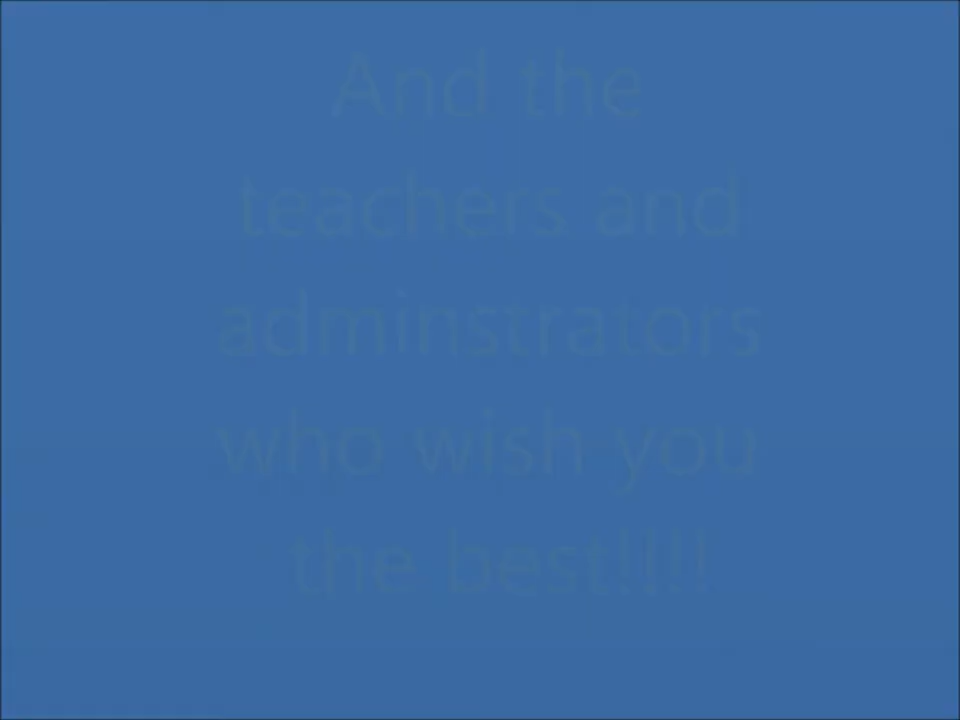 And the
teachers and
adminstrators
who wish you
the best!!!!